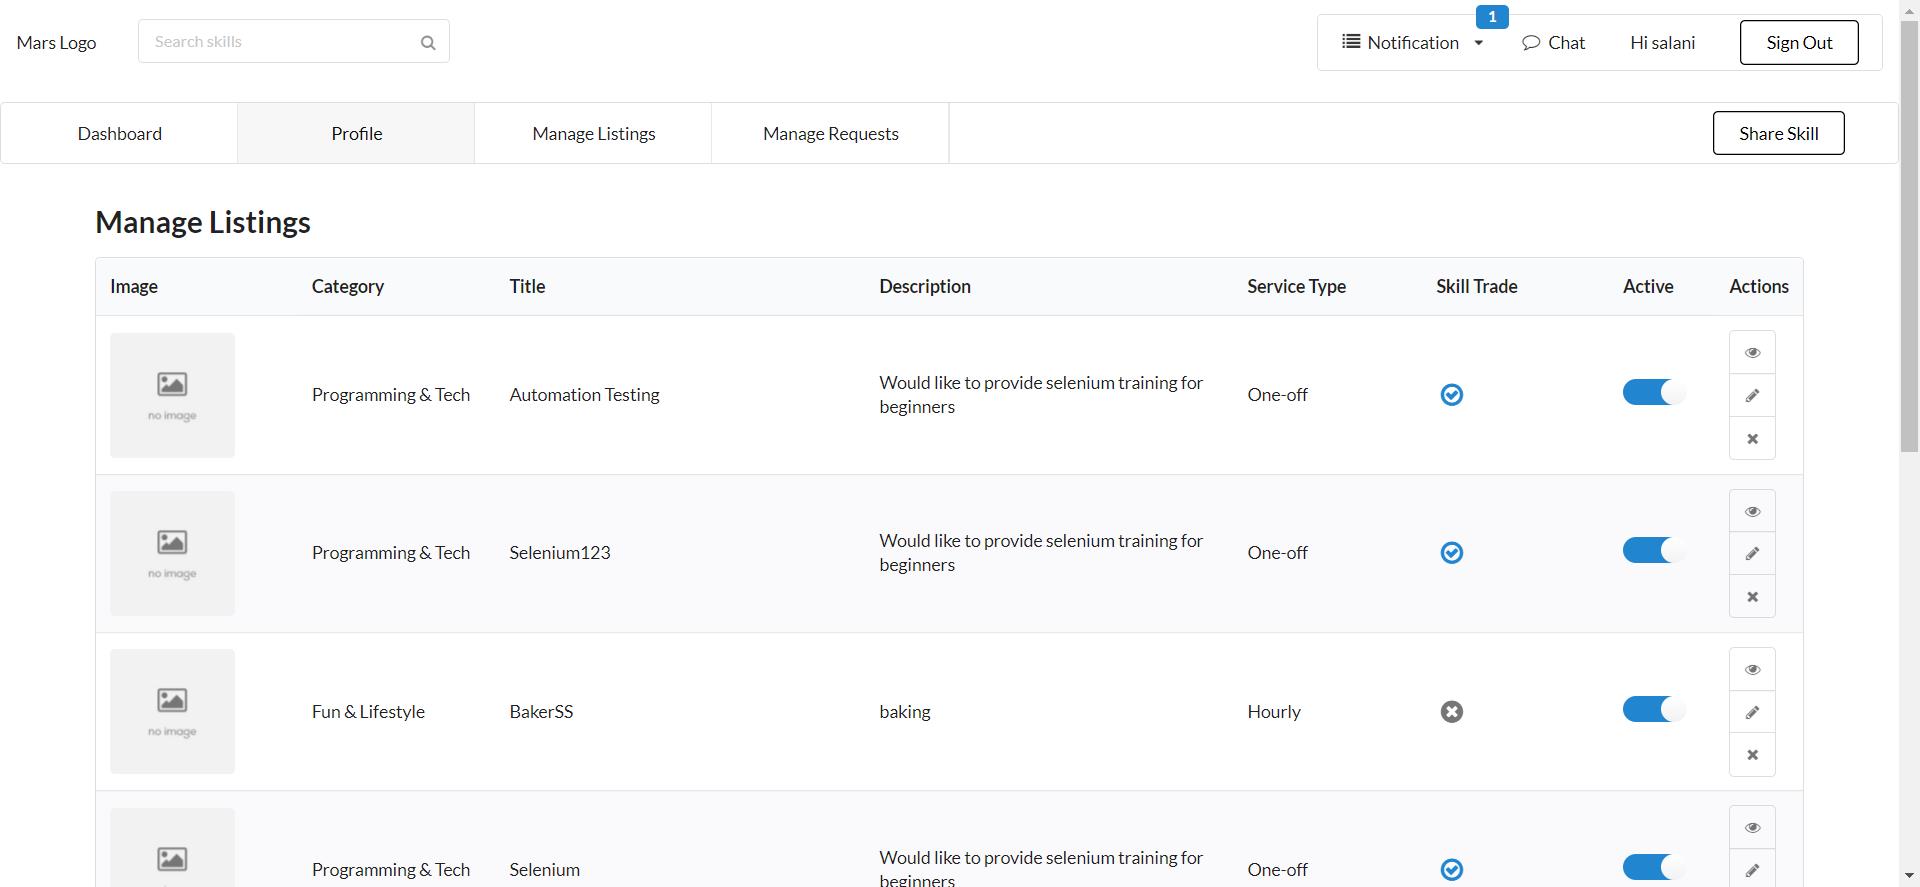 Mars Logo
Search skills
1
Notification
Chat
Hi salani
Sign Out
Dashboard
Profile
Manage Listings
Manage Requests
Share Skill
Manage Listings
Image Category Title Description Service Type Skill Trade Active Actions
no image
Programming & Tech
Automation Testing
Would like to provide selenium training for
beginners
One-off
no image
Programming & Tech
Selenium123
Would like to provide selenium training for
beginners
One-off
no image
Fun & Lifestyle
BakerSS
baking
Hourly
Programming & Tech
Selenium
Would like to provide selenium training for
beginners
One-off